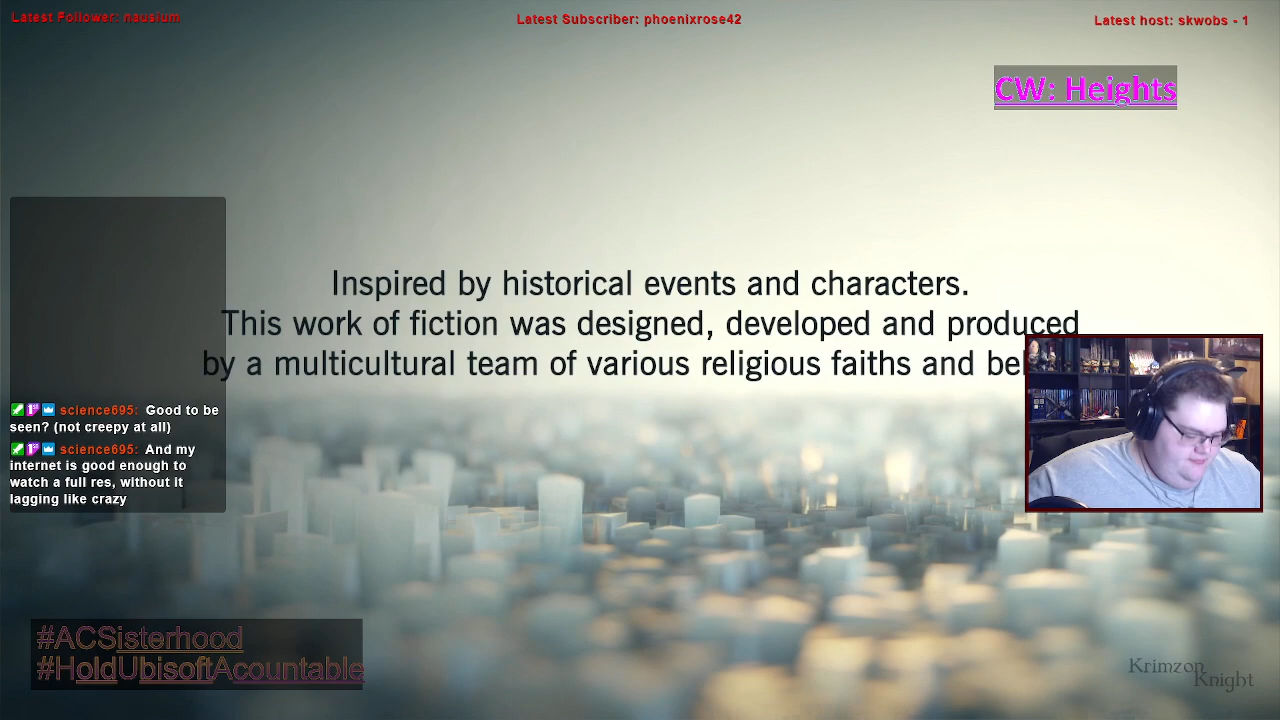 Latest Follower: nausium
Latest Subscriber: phoenixrose42
Latest host: skwobs - 1
CW: Heights
Inspired by historical events and characters.
This work of fiction was designed, developed and produced
by a multicultural team of various religious faiths and
science695: Good to be
seen? (not creepy at all)
science695: And my
internet is good enough to
watch a full res, without it
lagging like crazy
#ACSisterhood
#HoldUbisoftAcountable
Krimzon
Knight